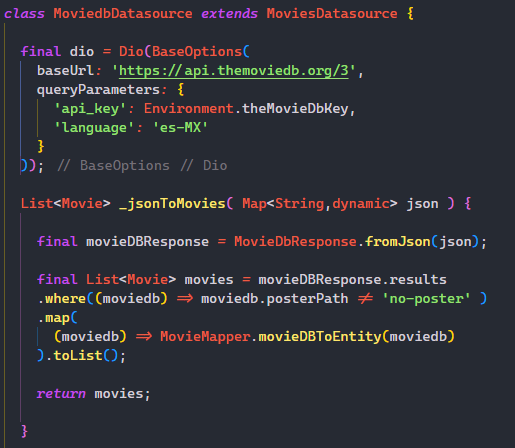 class MoviedbDatasource extends MoviesDatasource {
final dio = Dio(BaseOptions(
baseUrl: 'https://api.themoviedb.org/3',
queryParameters: {
'api_key': Environment.theMovieDbKey,
'language': 'es-MX'
}
)); // BaseOptions // Dio
List<Movie> _jsonToMovies( Map<String,dynamic> json ) {
final movieDBResponse = MovieDbResponse.fromJson(json);
final List<Movie> movies = movieDBResponse.results
.where((moviedb) => moviedb.posterPath != 'no-poster' )
.map(
(moviedb) => MovieMapper.movieDBToEntity(moviedb)
).toList();
return movies;
}